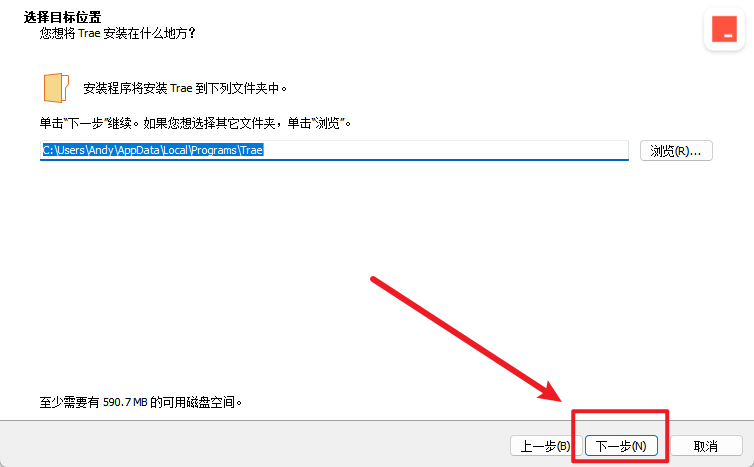 选择目标位置
您想将 Trae 安装在什么地方？
安装程序将安装 Trae 到下列文件夹中。
单击“下一步”继续。如果您想选择其它文件夹，单击“浏览”。
C:\Users\Andy\AppData\Local\Programs\Trae
浏览(R)...
至少需要有 590.7 MB 的可用磁盘空间。
上一步(B) 下一步(N) 取消